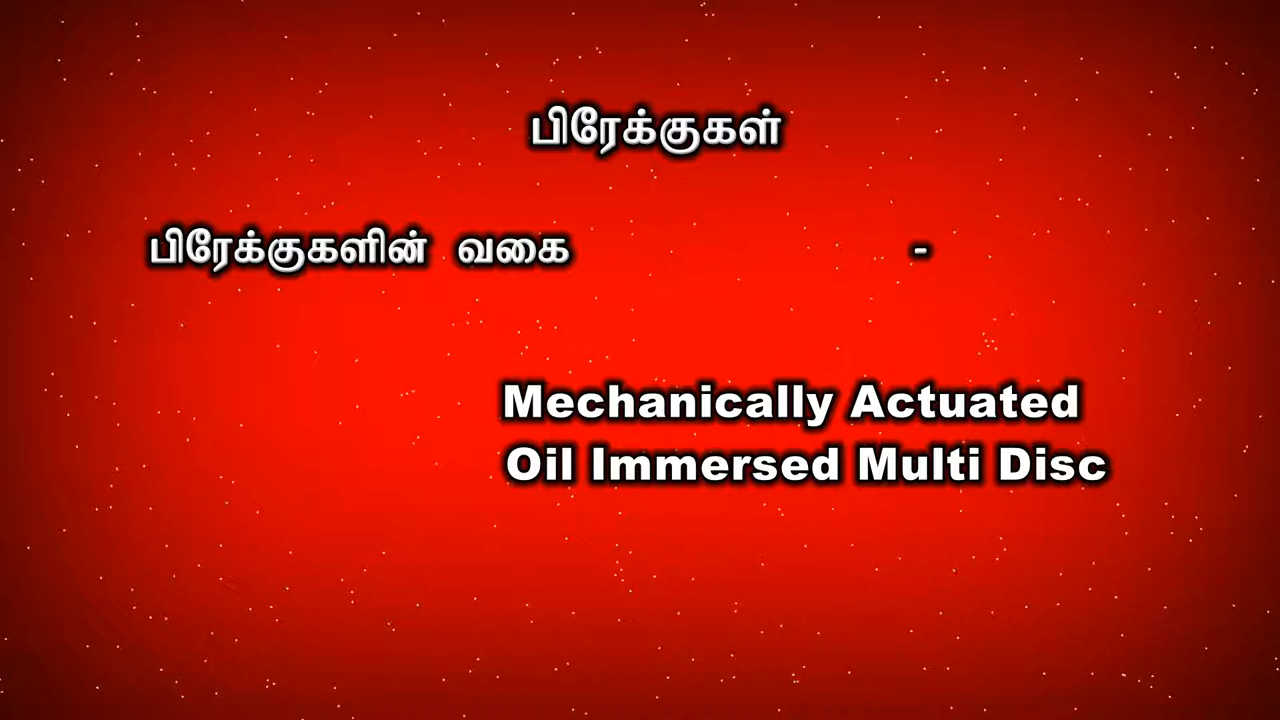 பிரேக்குகள்
பிரேக்குகளின் வகை -
Mechanically Actuated
Oil Immersed Multi Disc